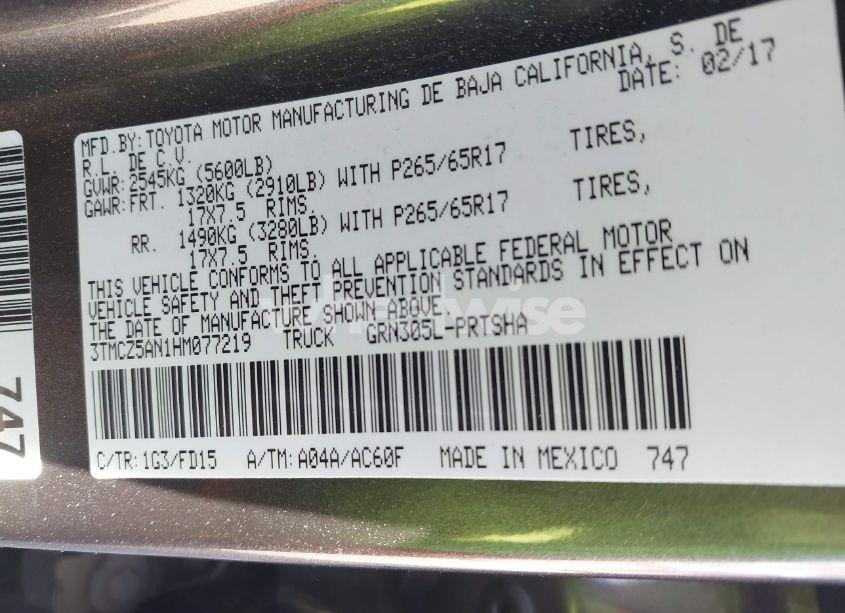 MFD.BY:TOYOTA MOTOR MANUFACTURING DE BAJA CALIFORNIA, S. DE
R.L. DE C.V. DATE: 02/17
GVWR:2545KG (5600LB)
GAWR:FRT. 1320KG (2910LB) WITH P265/65R17 TIRES,
17X7.5 RIMS.
RR. 1490KG (3280LB) WITH P265/65R17 TIRES,
17X7.5 RIMS.
THIS VEHICLE CONFORMS TO ALL APPLICABLE FEDERAL MOTOR
VEHICLE SAFETY AND THEFT PREVENTION STANDARDS IN EFFECT ON
THE DATE OF MANUFACTURE SHOWN ABOVE.
3TMCZ5AN1HM077219 TRUCK GRN305L-PRTSHA
C/TR:1G3/FD15 A/TM:A04A/AC60F MADE IN MEXICO 747
747